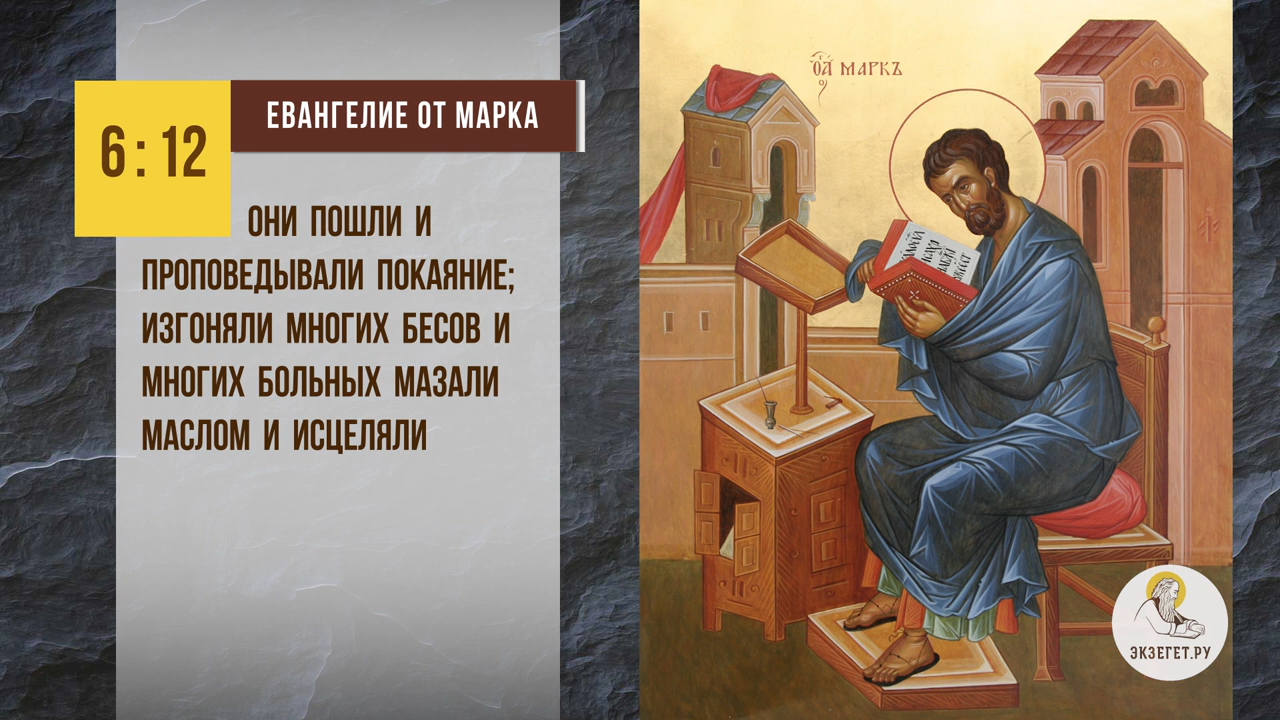 6:12
ЕВАНГЕЛИЕ ОТ МАРКА
ОНИ ПОШЛИ И
ПРОПОВЕДЫВАЛИ ПОКАЯНИЕ;
ИЗГОНЯЛИ МНОГИХ БЕСОВ И
МНОГИХ БОЛЬНЫХ МАЗАЛИ
МАСЛОМ И ИСЦЕЛЯЛИ
МАРКЪ
ЭКЗЕГЕТ.РУ